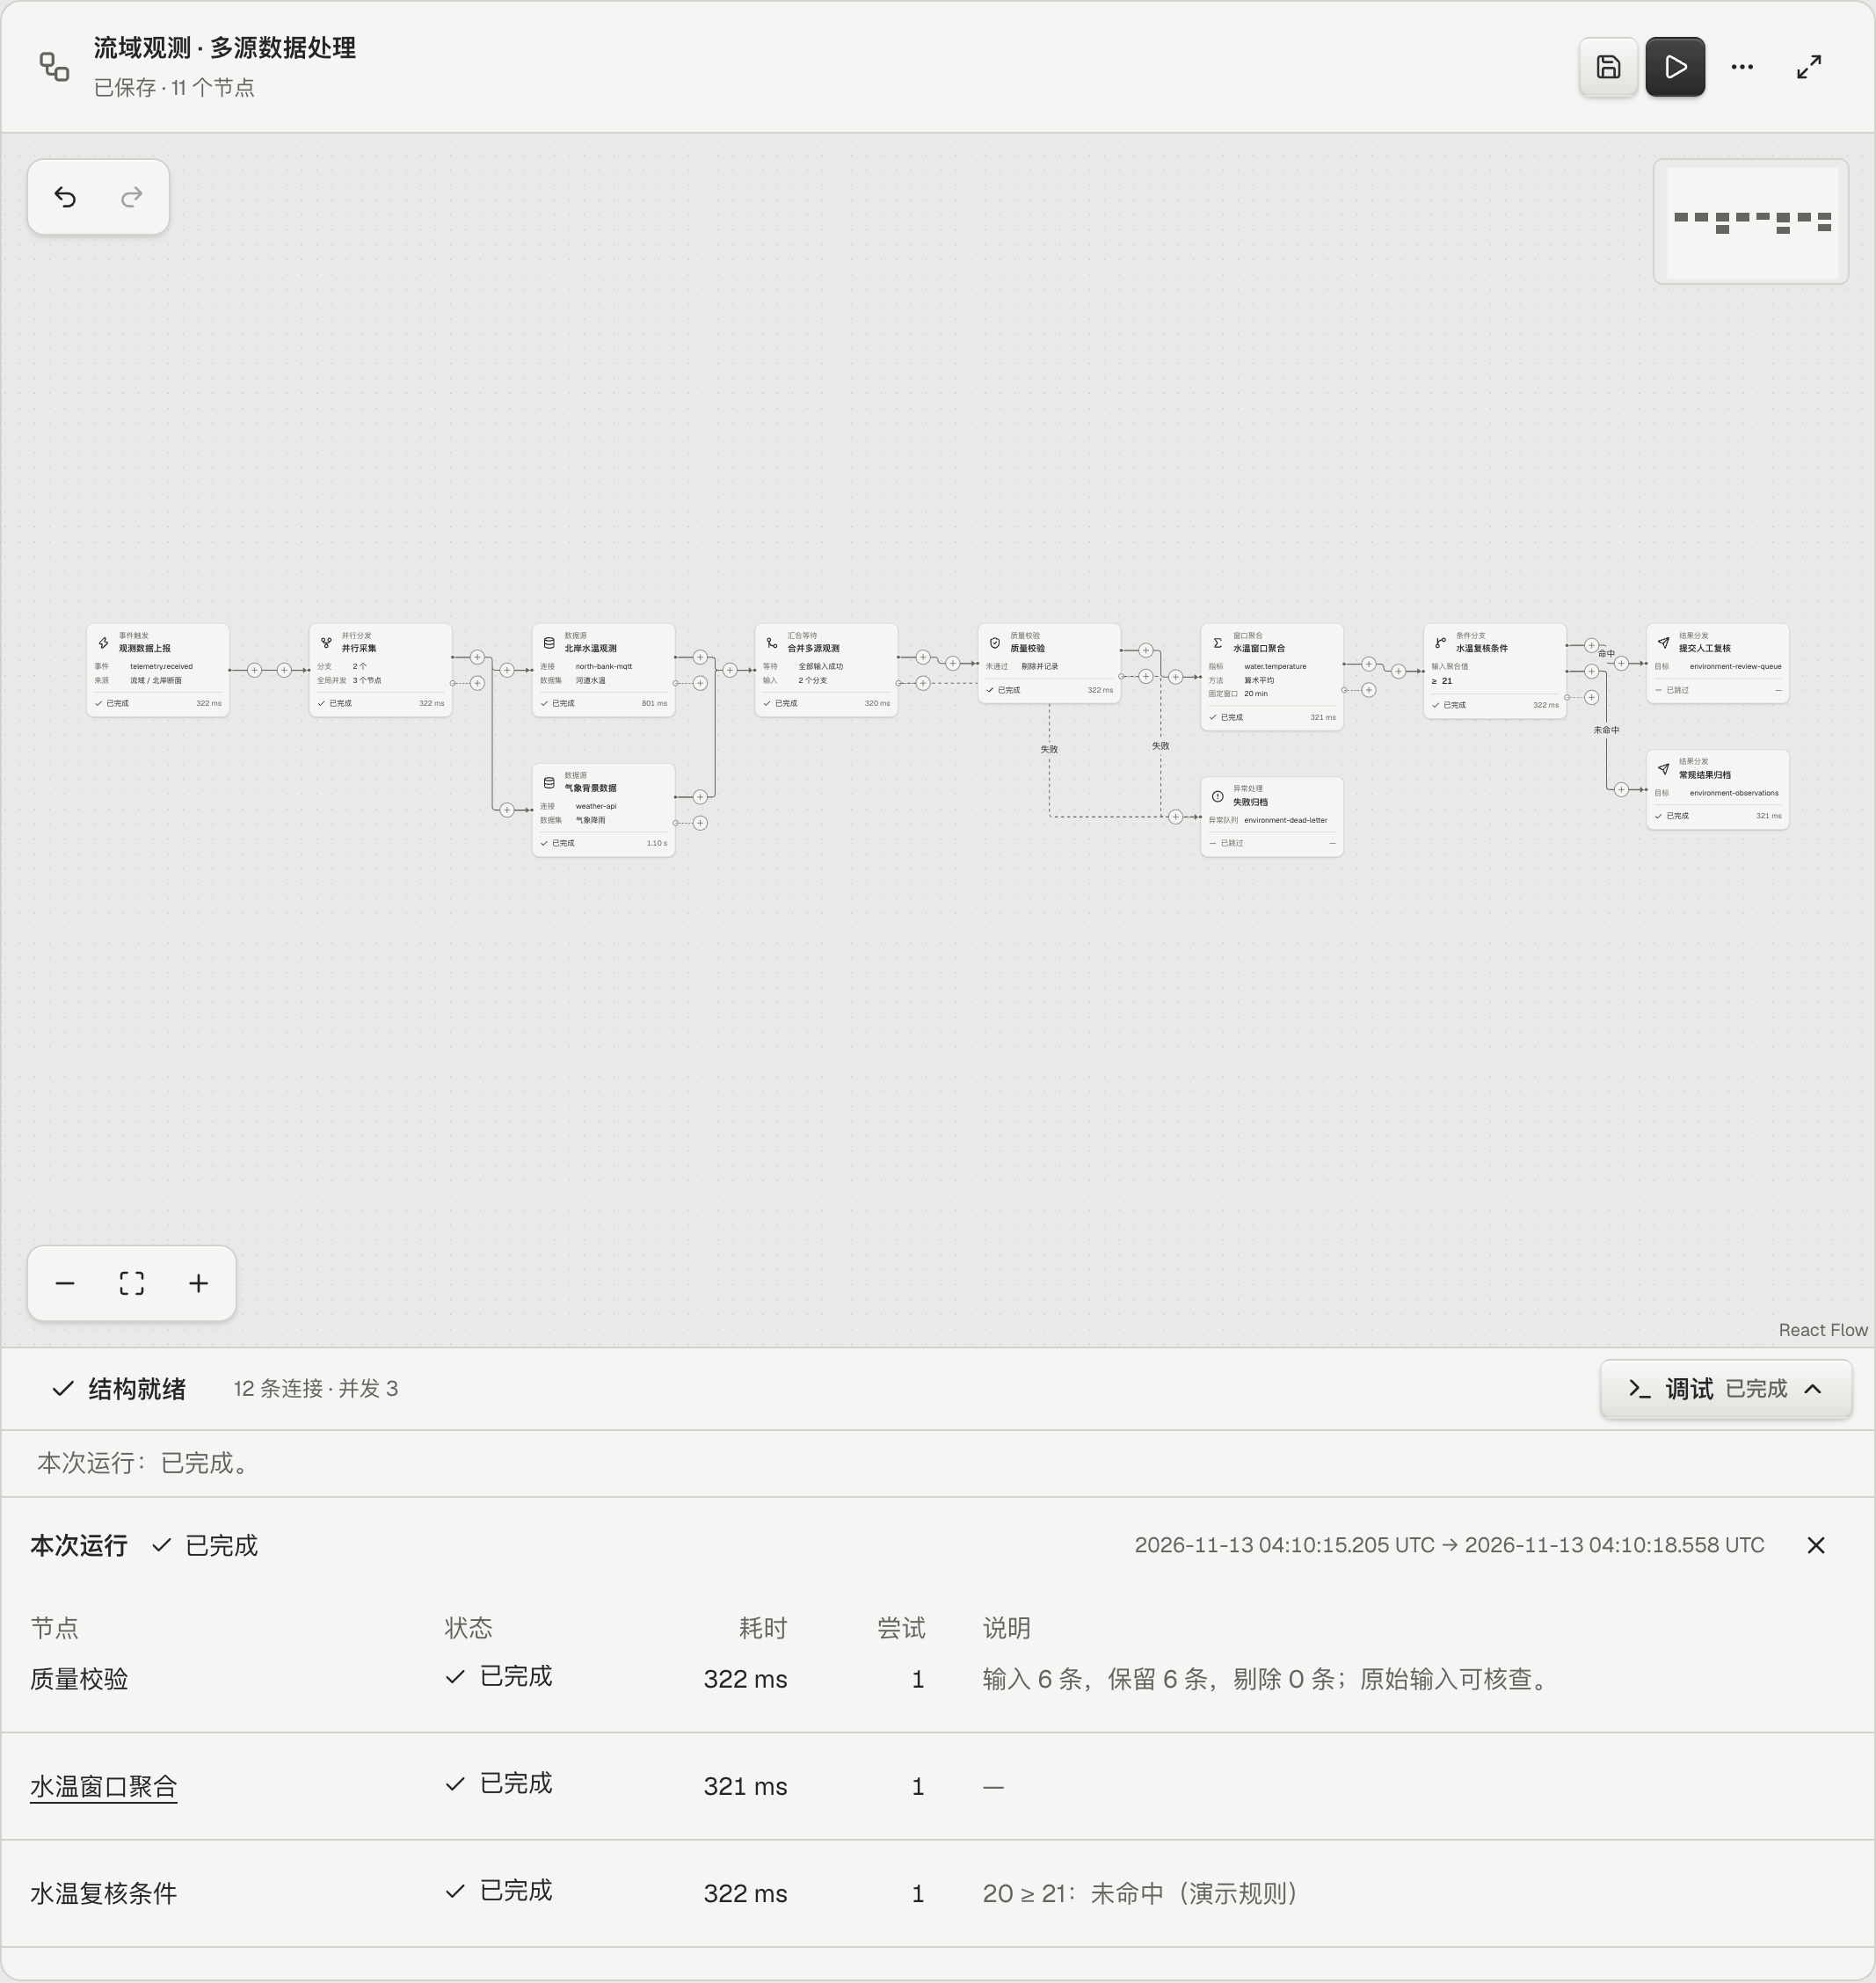 流域观测 · 多源数据处理
已保存 · 11 个节点
事件触发
观测数据上报
事件 telemetry.received
来源 流域 / 北岸断面
已完成 322 ms
并行分发
并行采集
分支 2 个
全局并发 3 个节点
已完成 322 ms
数据源
北岸水温观测
连接 north-bank-mqtt
数据集 河道水温
已完成 801 ms
数据源
气象背景数据
连接 weather-api
数据集 气象降雨
已完成 1.10 s
汇合等待
合并多源观测
等待 全部输入成功
输入 2 个分支
已完成 320 ms
质量校验
质量校验
未通过 剔除并记录
已完成 322 ms
失败
失败
窗口聚合
水温窗口聚合
指标 water.temperature
方法 算术平均
固定窗口 20 min
已完成 321 ms
异常处理
失败归档
异常队列 environment-dead-letter
已跳过 —
条件分支
水温复核条件
输入聚合值
≥ 21
已完成 322 ms
命中
未命中
结果分发
提交人工复核
目标 environment-review-queue
已跳过 —
结果分发
常规结果归档
目标 environment-observations
已完成 321 ms
React Flow
结构就绪 12 条连接 · 并发 3
调试 已完成
本次运行：已完成。
本次运行 已完成 2026-11-13 04:10:15.205 UTC → 2026-11-13 04:10:18.558 UTC
节点 状态 耗时 尝试 说明
质量校验 已完成 322 ms 1 输入 6 条，保留 6 条，剔除 0 条；原始输入可核查。
水温窗口聚合 已完成 321 ms 1 —
水温复核条件 已完成 322 ms 1 20 ≥ 21：未命中（演示规则）